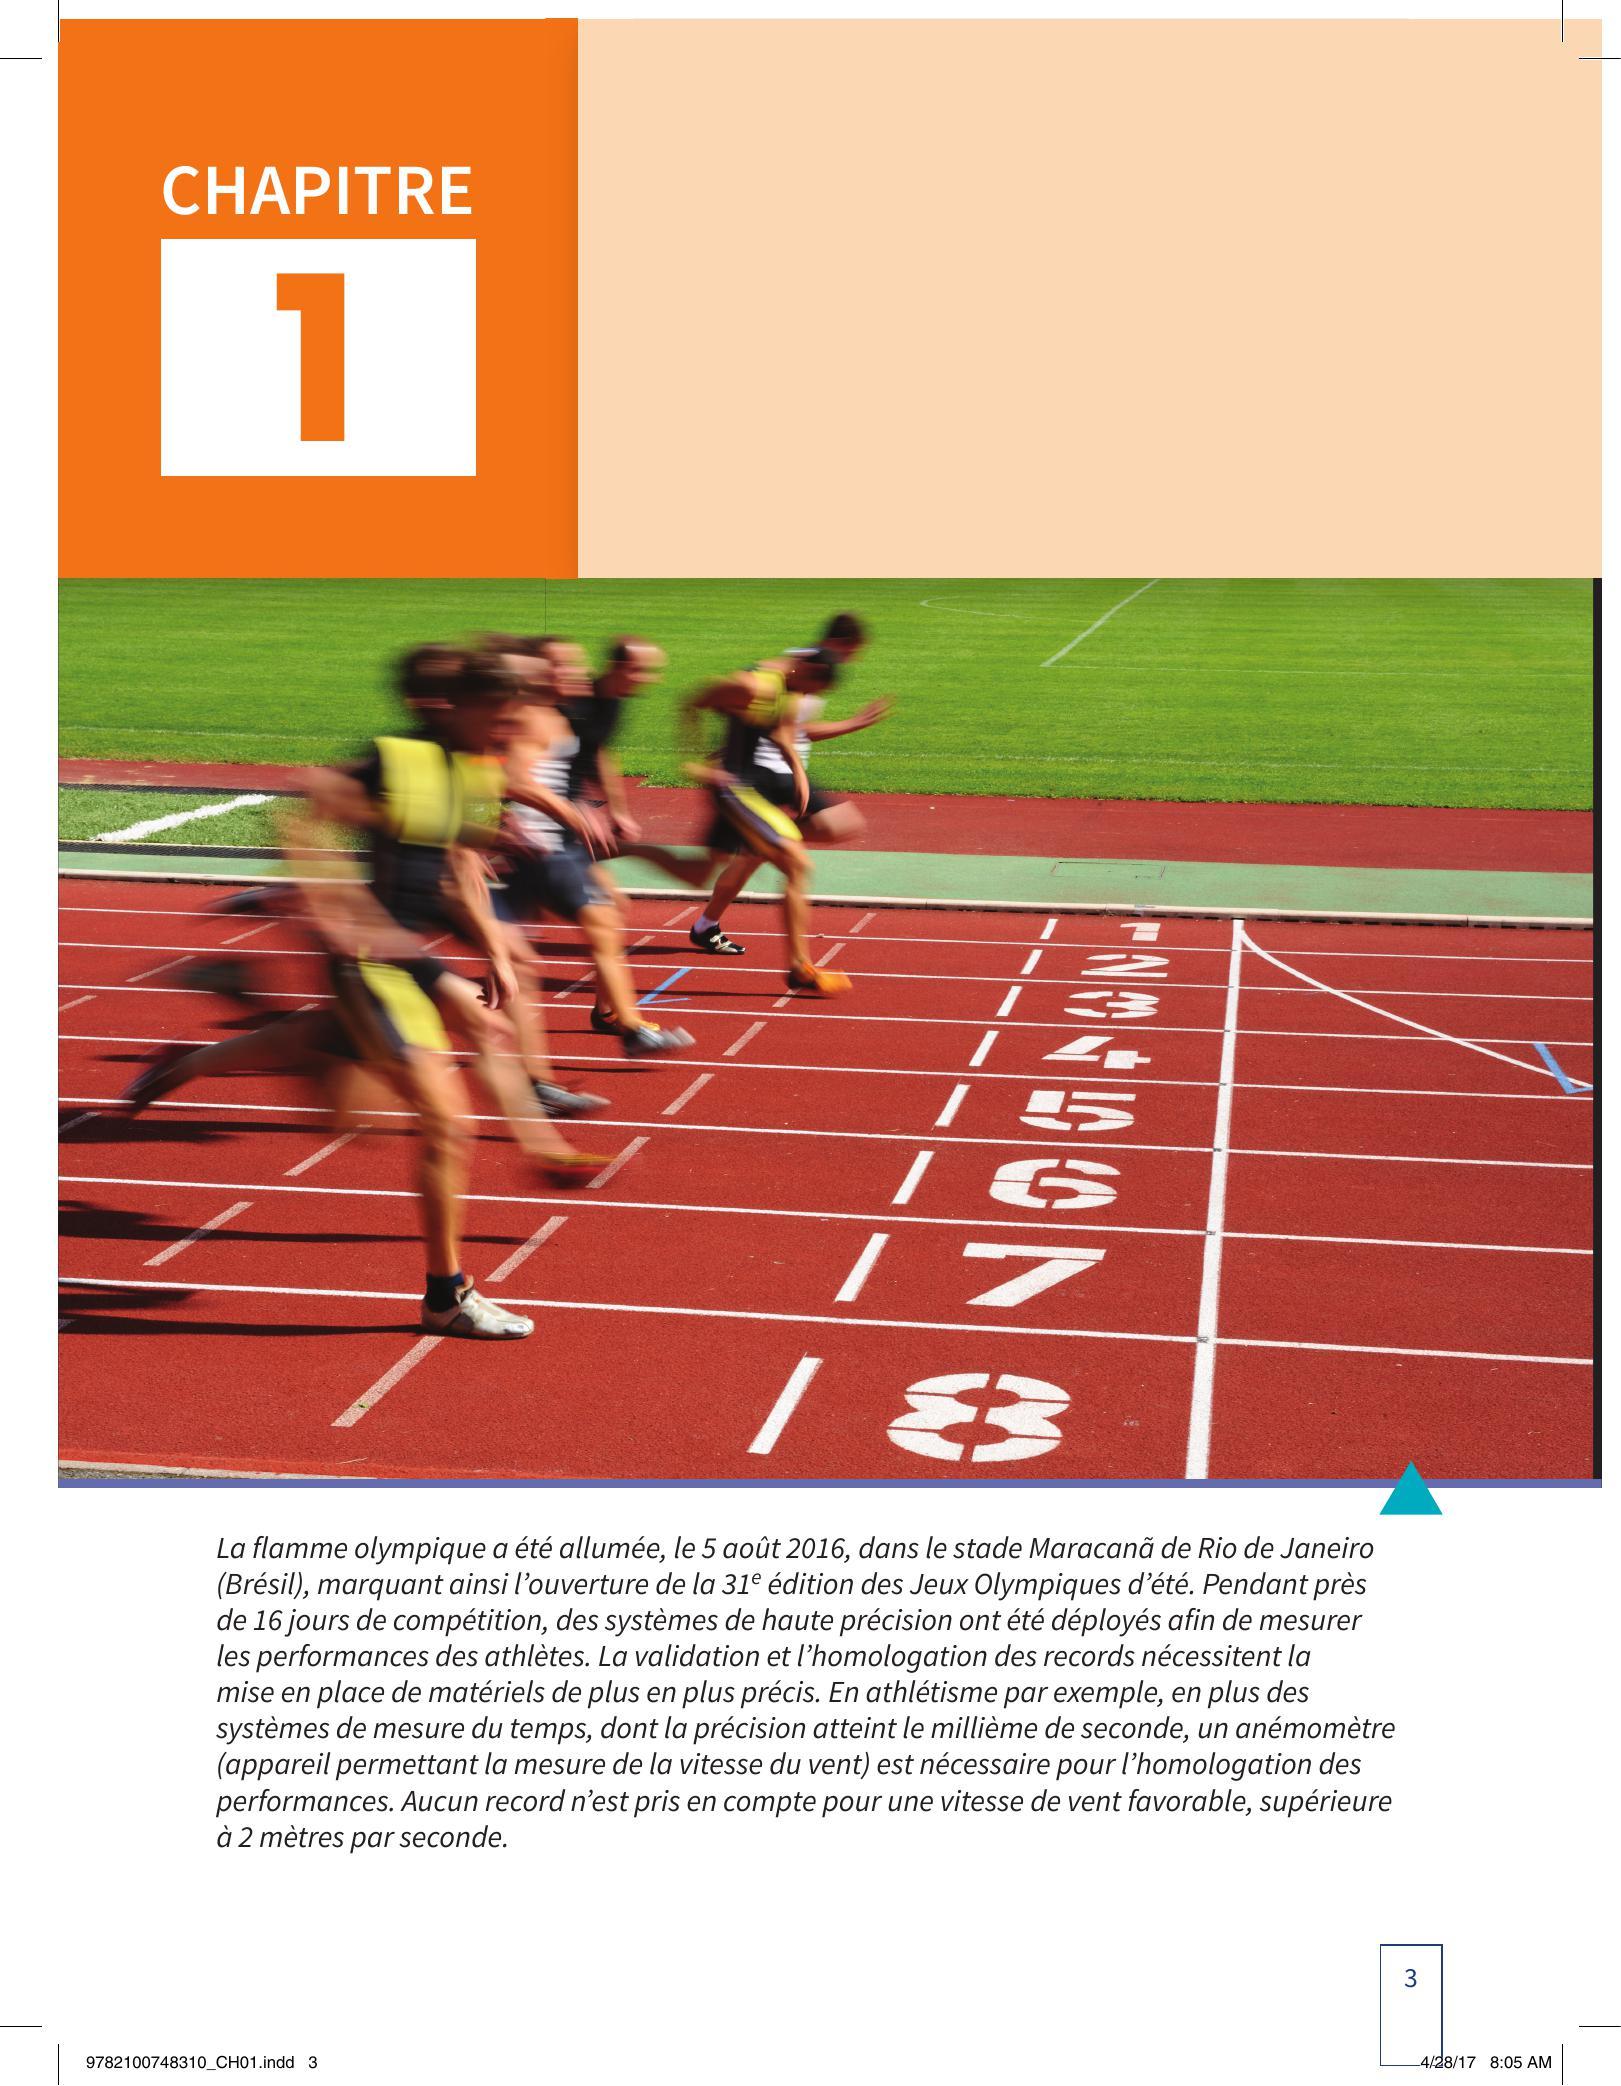 CHAPITRE
1
1
2
3
4
5
6
7
8
La flamme olympique a été allumée, le 5 août 2016, dans le stade Maracanã de Rio de Janeiro
(Brésil), marquant ainsi l’ouverture de la 31e édition des Jeux Olympiques d’été. Pendant près
de 16 jours de compétition, des systèmes de haute précision ont été déployés afin de mesurer
les performances des athlètes. La validation et l’homologation des records nécessitent la
mise en place de matériels de plus en plus précis. En athlétisme par exemple, en plus des
systèmes de mesure du temps, dont la précision atteint le millième de seconde, un anémomètre
(appareil permettant la mesure de la vitesse du vent) est nécessaire pour l’homologation des
performances. Aucun record n’est pris en compte pour une vitesse de vent favorable, supérieure
à 2 mètres par seconde.
3
9782100748310_CH01.indd 3
4/28/17 8:05 AM